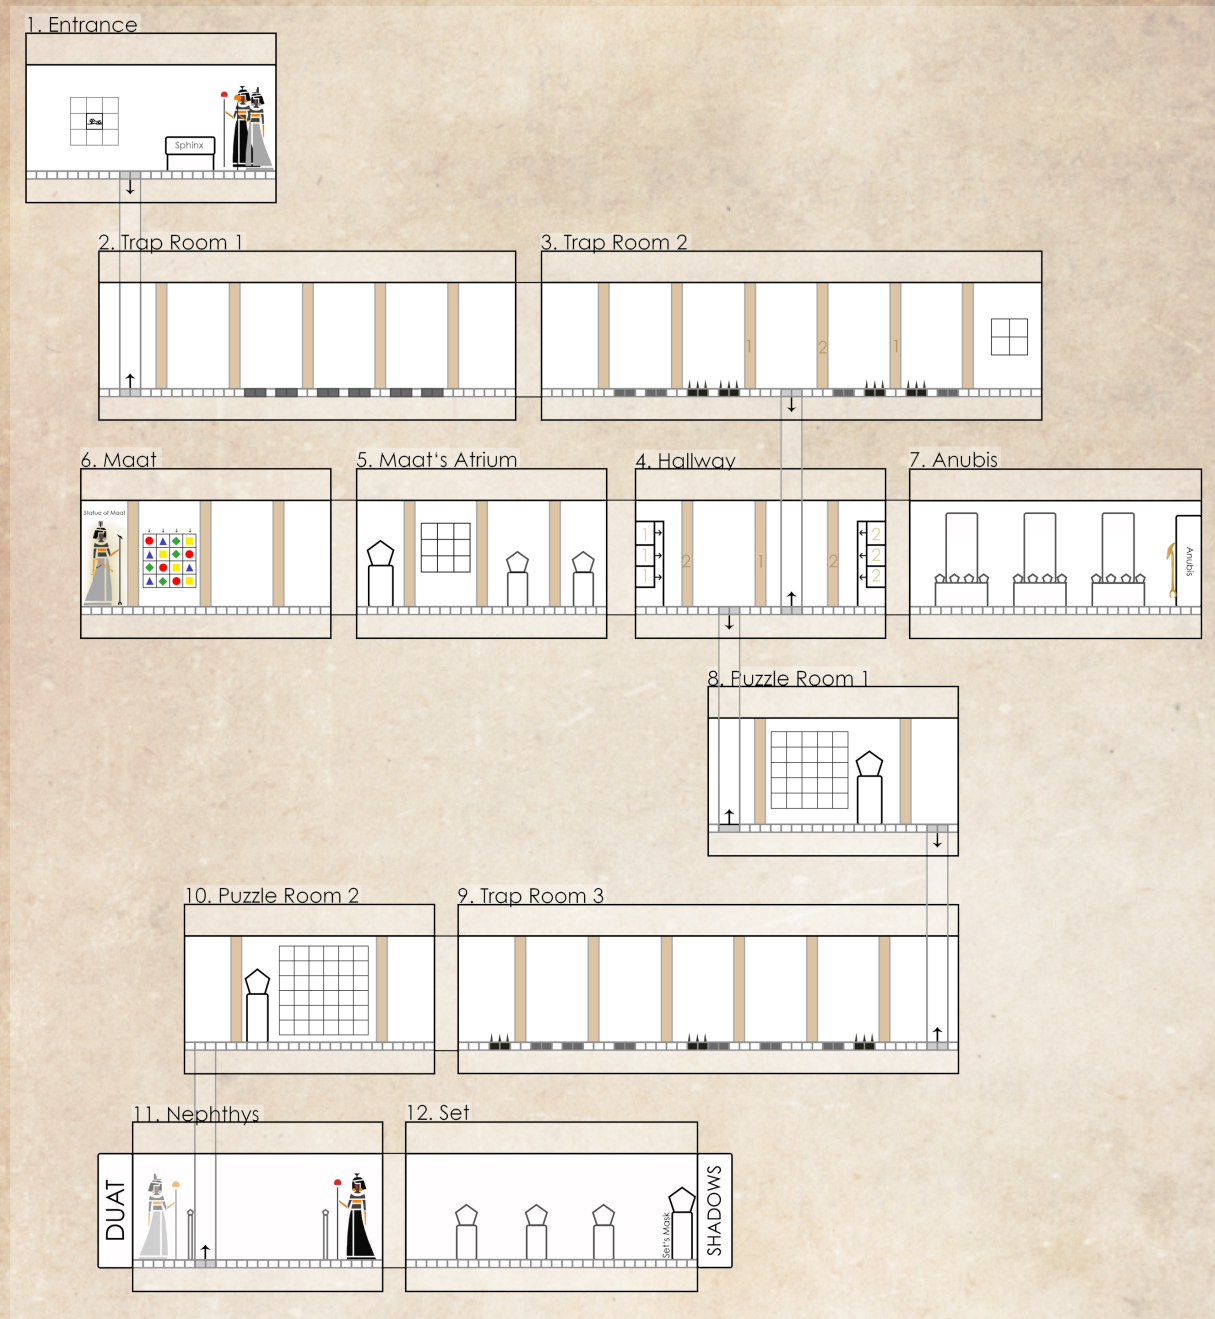 1. Entrance
Sphinx
2. Trap Room 1
3. Trap Room 2
1
2
1
6. Maat
5. Maat's Atrium
4. Hallway
7. Anubis
Statue of Maat
1
1
1
2
1
2
2
2
2
Anubis
8. Puzzle Room 1
10. Puzzle Room 2
9. Trap Room 3
11. Nephthys
12. Set
DUAT
Set's Mask
SHADOWS